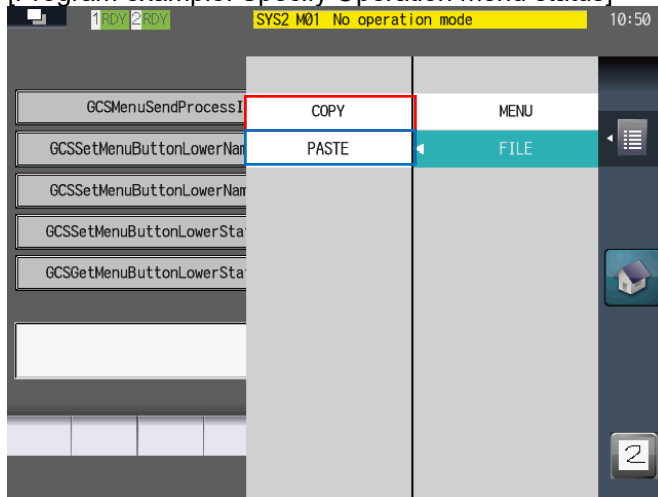 [Program example: Specify Operation menu status]
1RDY 2RDY SYS2 M01 No operation mode 10:50
GCSMenuSendProcessI COPY MENU
GCSSetMenuButtonLowerNam PASTE FILE
GCSSetMenuButtonLowerNam
GCSSetMenuButtonLowerSta
GCSGetMenuButtonLowerSta
2